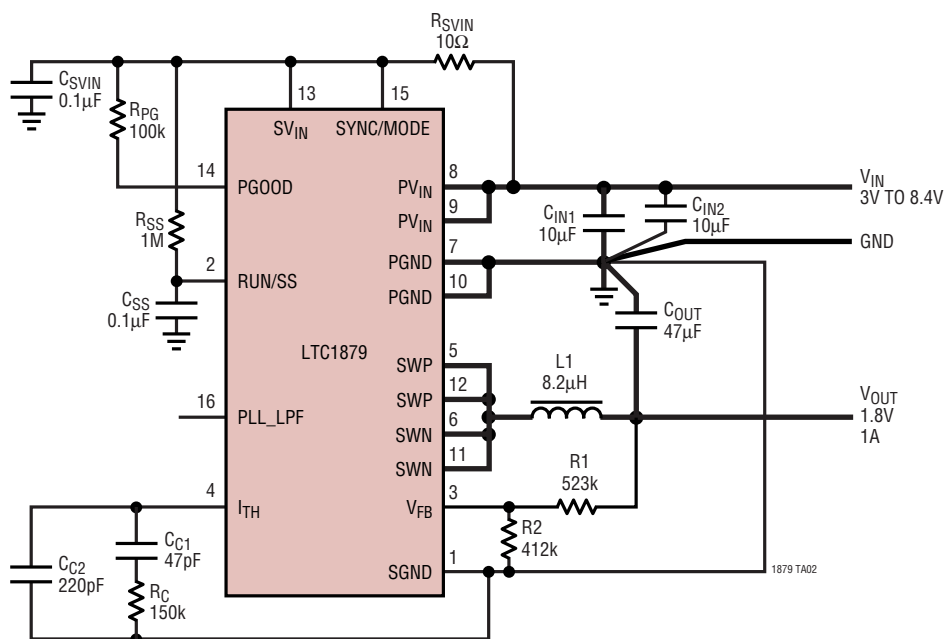 RSVIN
10Ω
CSVIN
0.1µF
RPG
100k
13
15
SVIN
SYNC/MODE
14
PGOOD
8
PVIN
9
PVIN
VIN
3V TO 8.4V
CIN1
10µF
CIN2
10µF
GND
RSS
1M
7
PGND
2
RUN/SS
10
PGND
CSS
0.1µF
COUT
47µF
LTC1879
5
SWP
L1
8.2µH
12
SWP
VOUT
1.8V
1A
16
PLL_LPF
6
SWN
11
SWN
R1
523k
4
ITH
3
VFB
R2
412k
CC1
47pF
CC2
220pF
RC
150k
1
SGND
1879 TA02